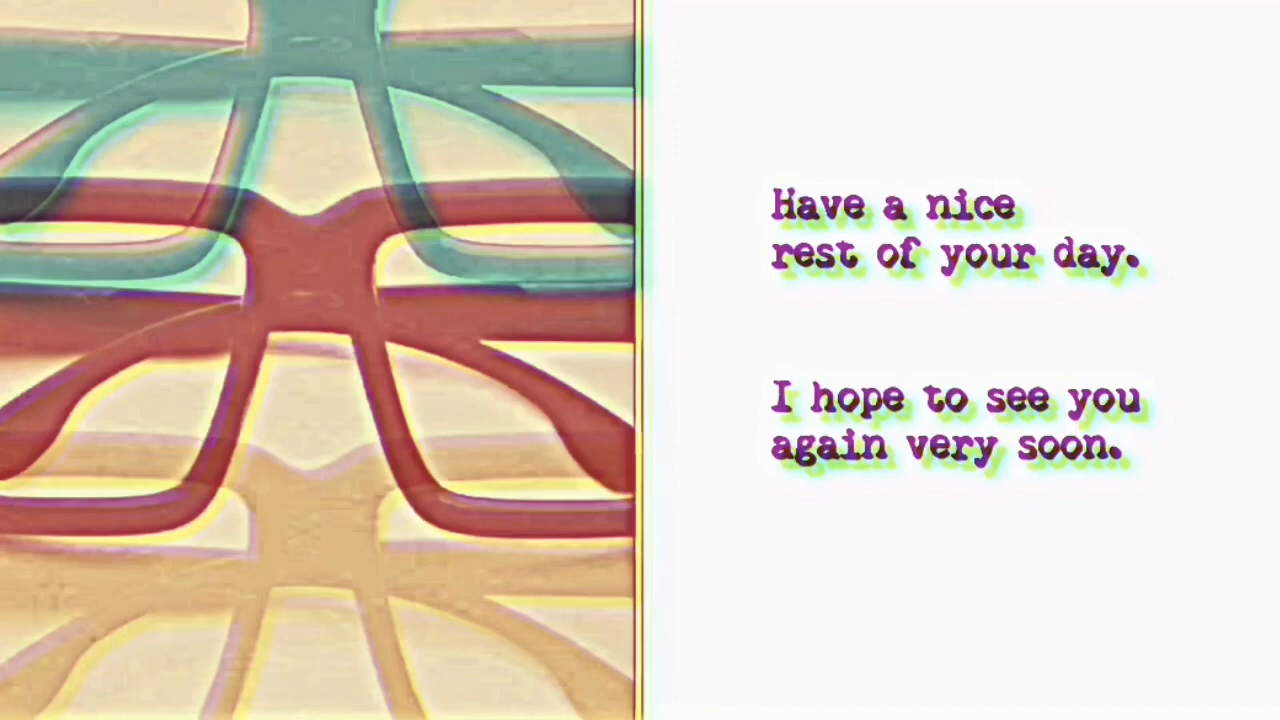 Have a nice
rest of your day.
I hope to see you
again very soon.